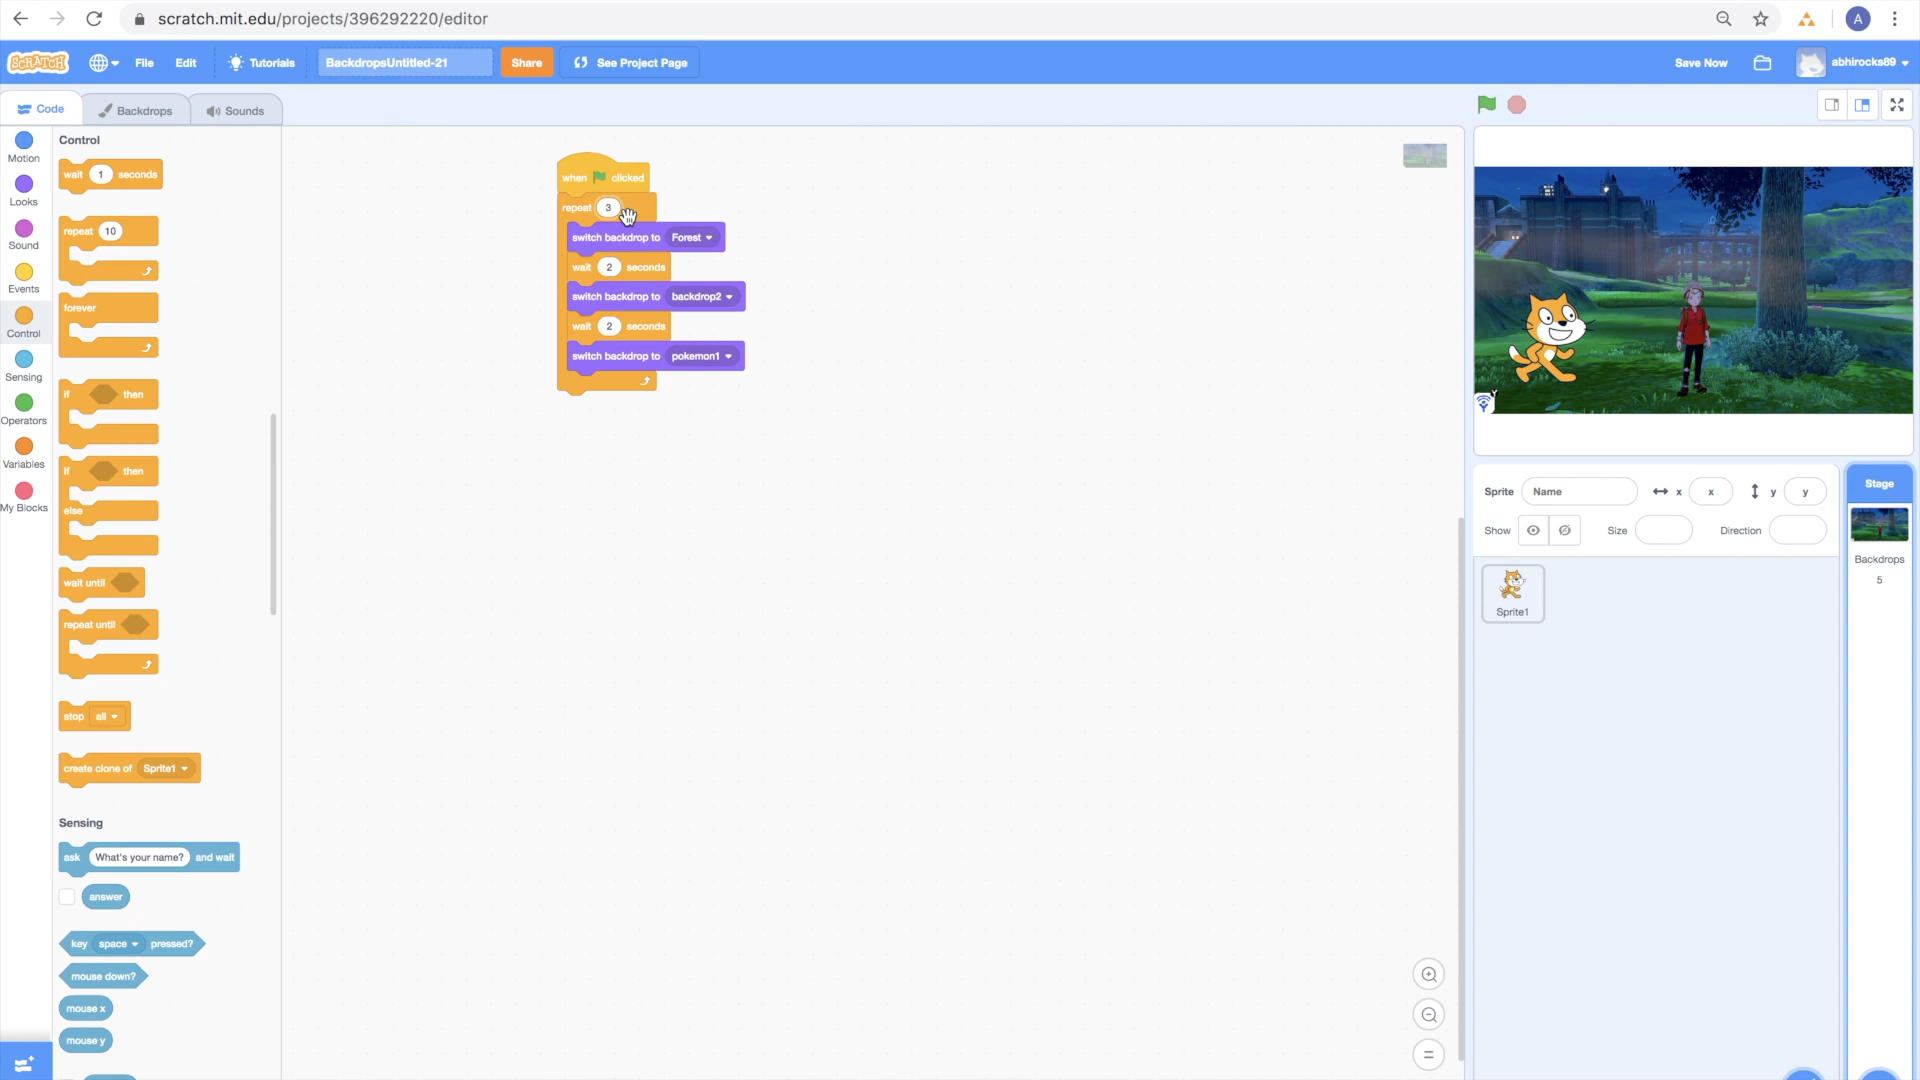 scratch.mit.edu/projects/396292220/editor
A
SCRATCH
File
Edit
Tutorials
BackdropsUntitled-21
Share
See Project Page
Save Now
abhirocks89
Code
Backdrops
Sounds
Motion
Looks
Sound
Events
Control
Sensing
Operators
Variables
My Blocks
Control
wait 1 seconds
repeat 10
forever
if then
if then
else
wait until
repeat until
stop all
create clone of Sprite1
Sensing
ask What's your name? and wait
answer
key space pressed?
mouse down?
mouse x
mouse y
when clicked
repeat 3
switch backdrop to Forest
wait 2 seconds
switch backdrop to backdrop2
wait 2 seconds
switch backdrop to pokemon1
Sprite Name x x y y
Show Size Direction
Sprite1
Stage
Backdrops
5